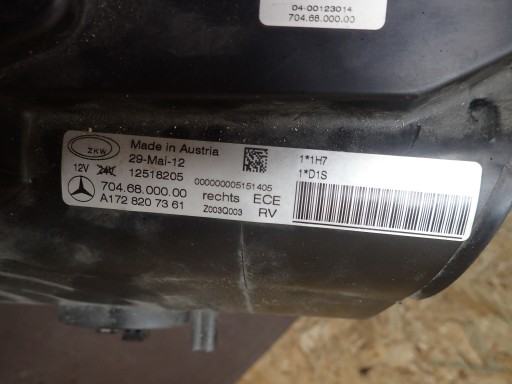 04-00123014
704.68.000.00
ZKW
Made in Austria
29-Mai-12
12V 24V 12518205
704.68.000.00
A172 820 73 61
000000005151405
rechts ECE
Z003Q003 RV
1*1H7
1*D1S